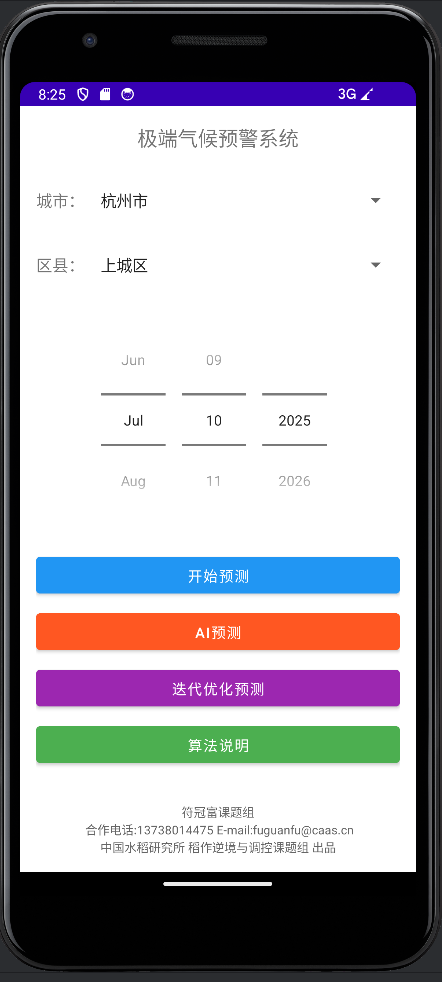 8:25 3G
极端气候预警系统
城市： 杭州市
区县： 上城区
Jun 09
Jul 10 2025
Aug 11 2026
开始预测
AI预测
迭代优化预测
算法说明
符冠富课题组
合作电话:13738014475 E-mail:fuguanfu@caas.cn
中国水稻研究所 稻作逆境与调控课题组 出品